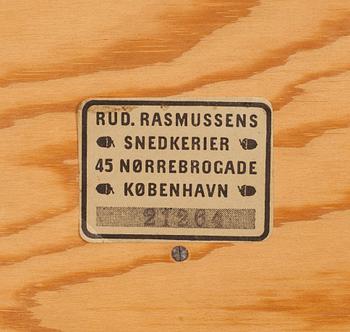 RUD. RASMUSSENS
SNEDKERIER
45 NØRREBROGADE
KØBENHAVN
21264